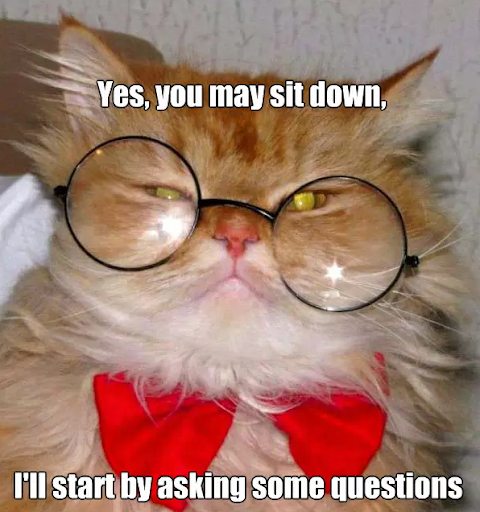 Yes, you may sit down,
I'll start by asking some questions